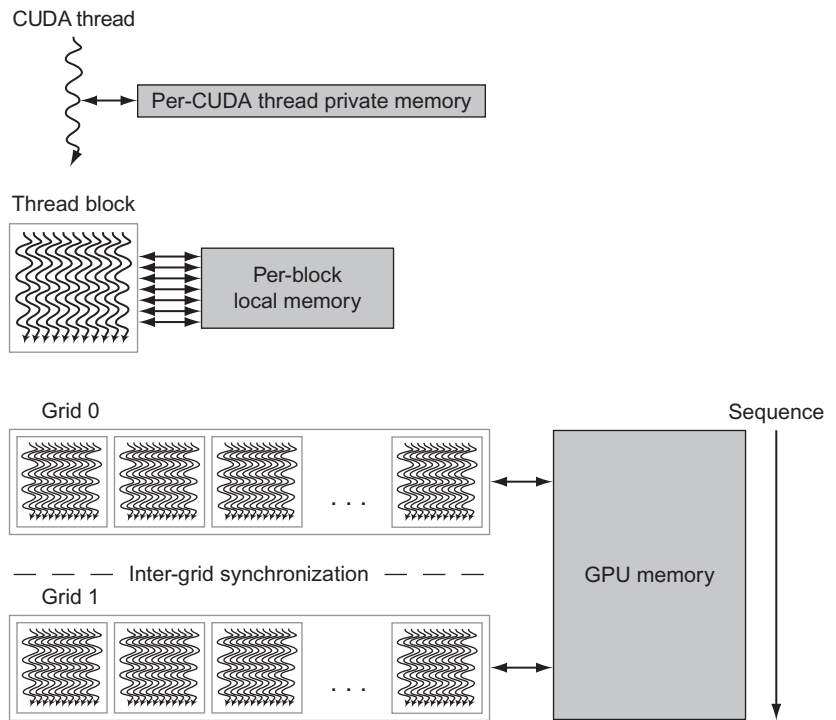 CUDA thread
Per-CUDA thread private memory
Thread block
Per-block
local memory
Grid 0
Sequence
. . .
GPU memory
Inter-grid synchronization
Grid 1
. . .